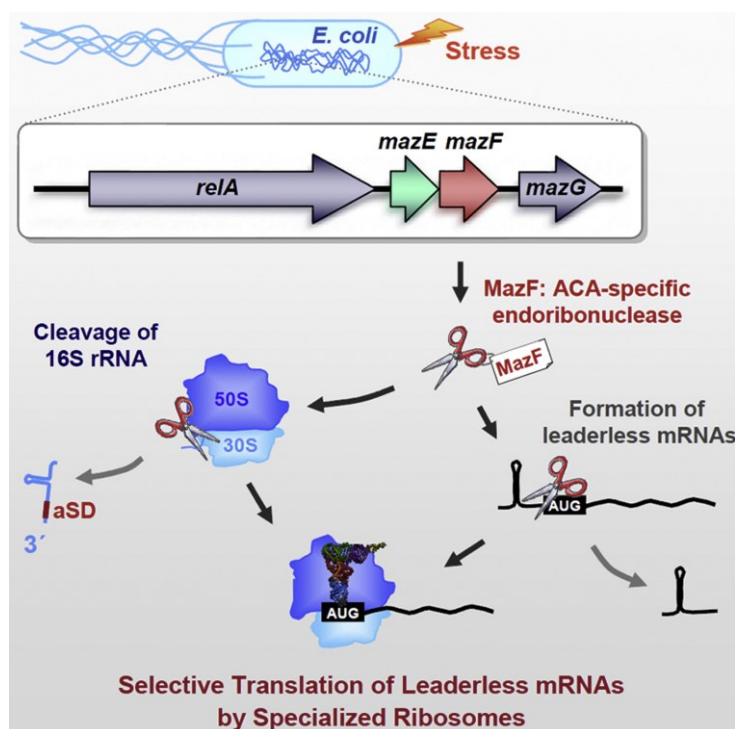 E. coli
Stress
mazE mazF
relA
mazG
MazF: ACA-specific
endoribonuclease
Cleavage of
16S rRNA
MazF
50S
30S
Formation of
leaderless mRNAs
aSD
3´
AUG
AUG
Selective Translation of Leaderless mRNAs
by Specialized Ribosomes